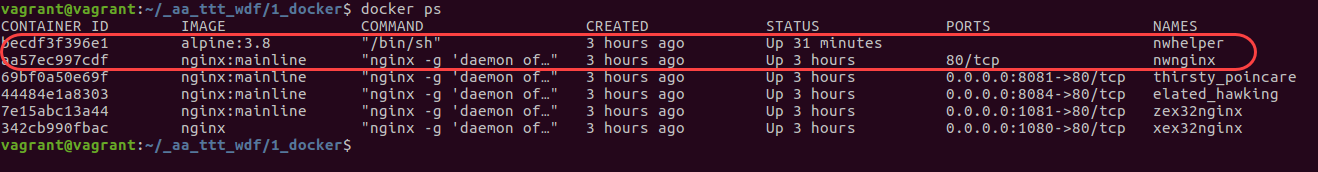 vagrant@vagrant:~/_aa_ttt_wdf/1_docker$ docker ps
CONTAINER ID IMAGE COMMAND CREATED STATUS PORTS NAMES
becdf3f396e1 alpine:3.8 "/bin/sh" 3 hours ago Up 31 minutes nwhelper
aa57ec997cdf nginx:mainline "nginx -g 'daemon of…" 3 hours ago Up 3 hours 80/tcp nwnginx
69bf0a50e69f nginx:mainline "nginx -g 'daemon of…" 3 hours ago Up 3 hours 0.0.0.0:8081->80/tcp thirsty_poincare
44484e1a8303 nginx:mainline "nginx -g 'daemon of…" 3 hours ago Up 3 hours 0.0.0.0:8084->80/tcp elated_hawking
7e15abc13a44 nginx:mainline "nginx -g 'daemon of…" 3 hours ago Up 3 hours 0.0.0.0:1081->80/tcp zex32nginx
342cb990fbac nginx "nginx -g 'daemon of…" 3 hours ago Up 3 hours 0.0.0.0:1080->80/tcp xex32nginx
vagrant@vagrant:~/_aa_ttt_wdf/1_docker$